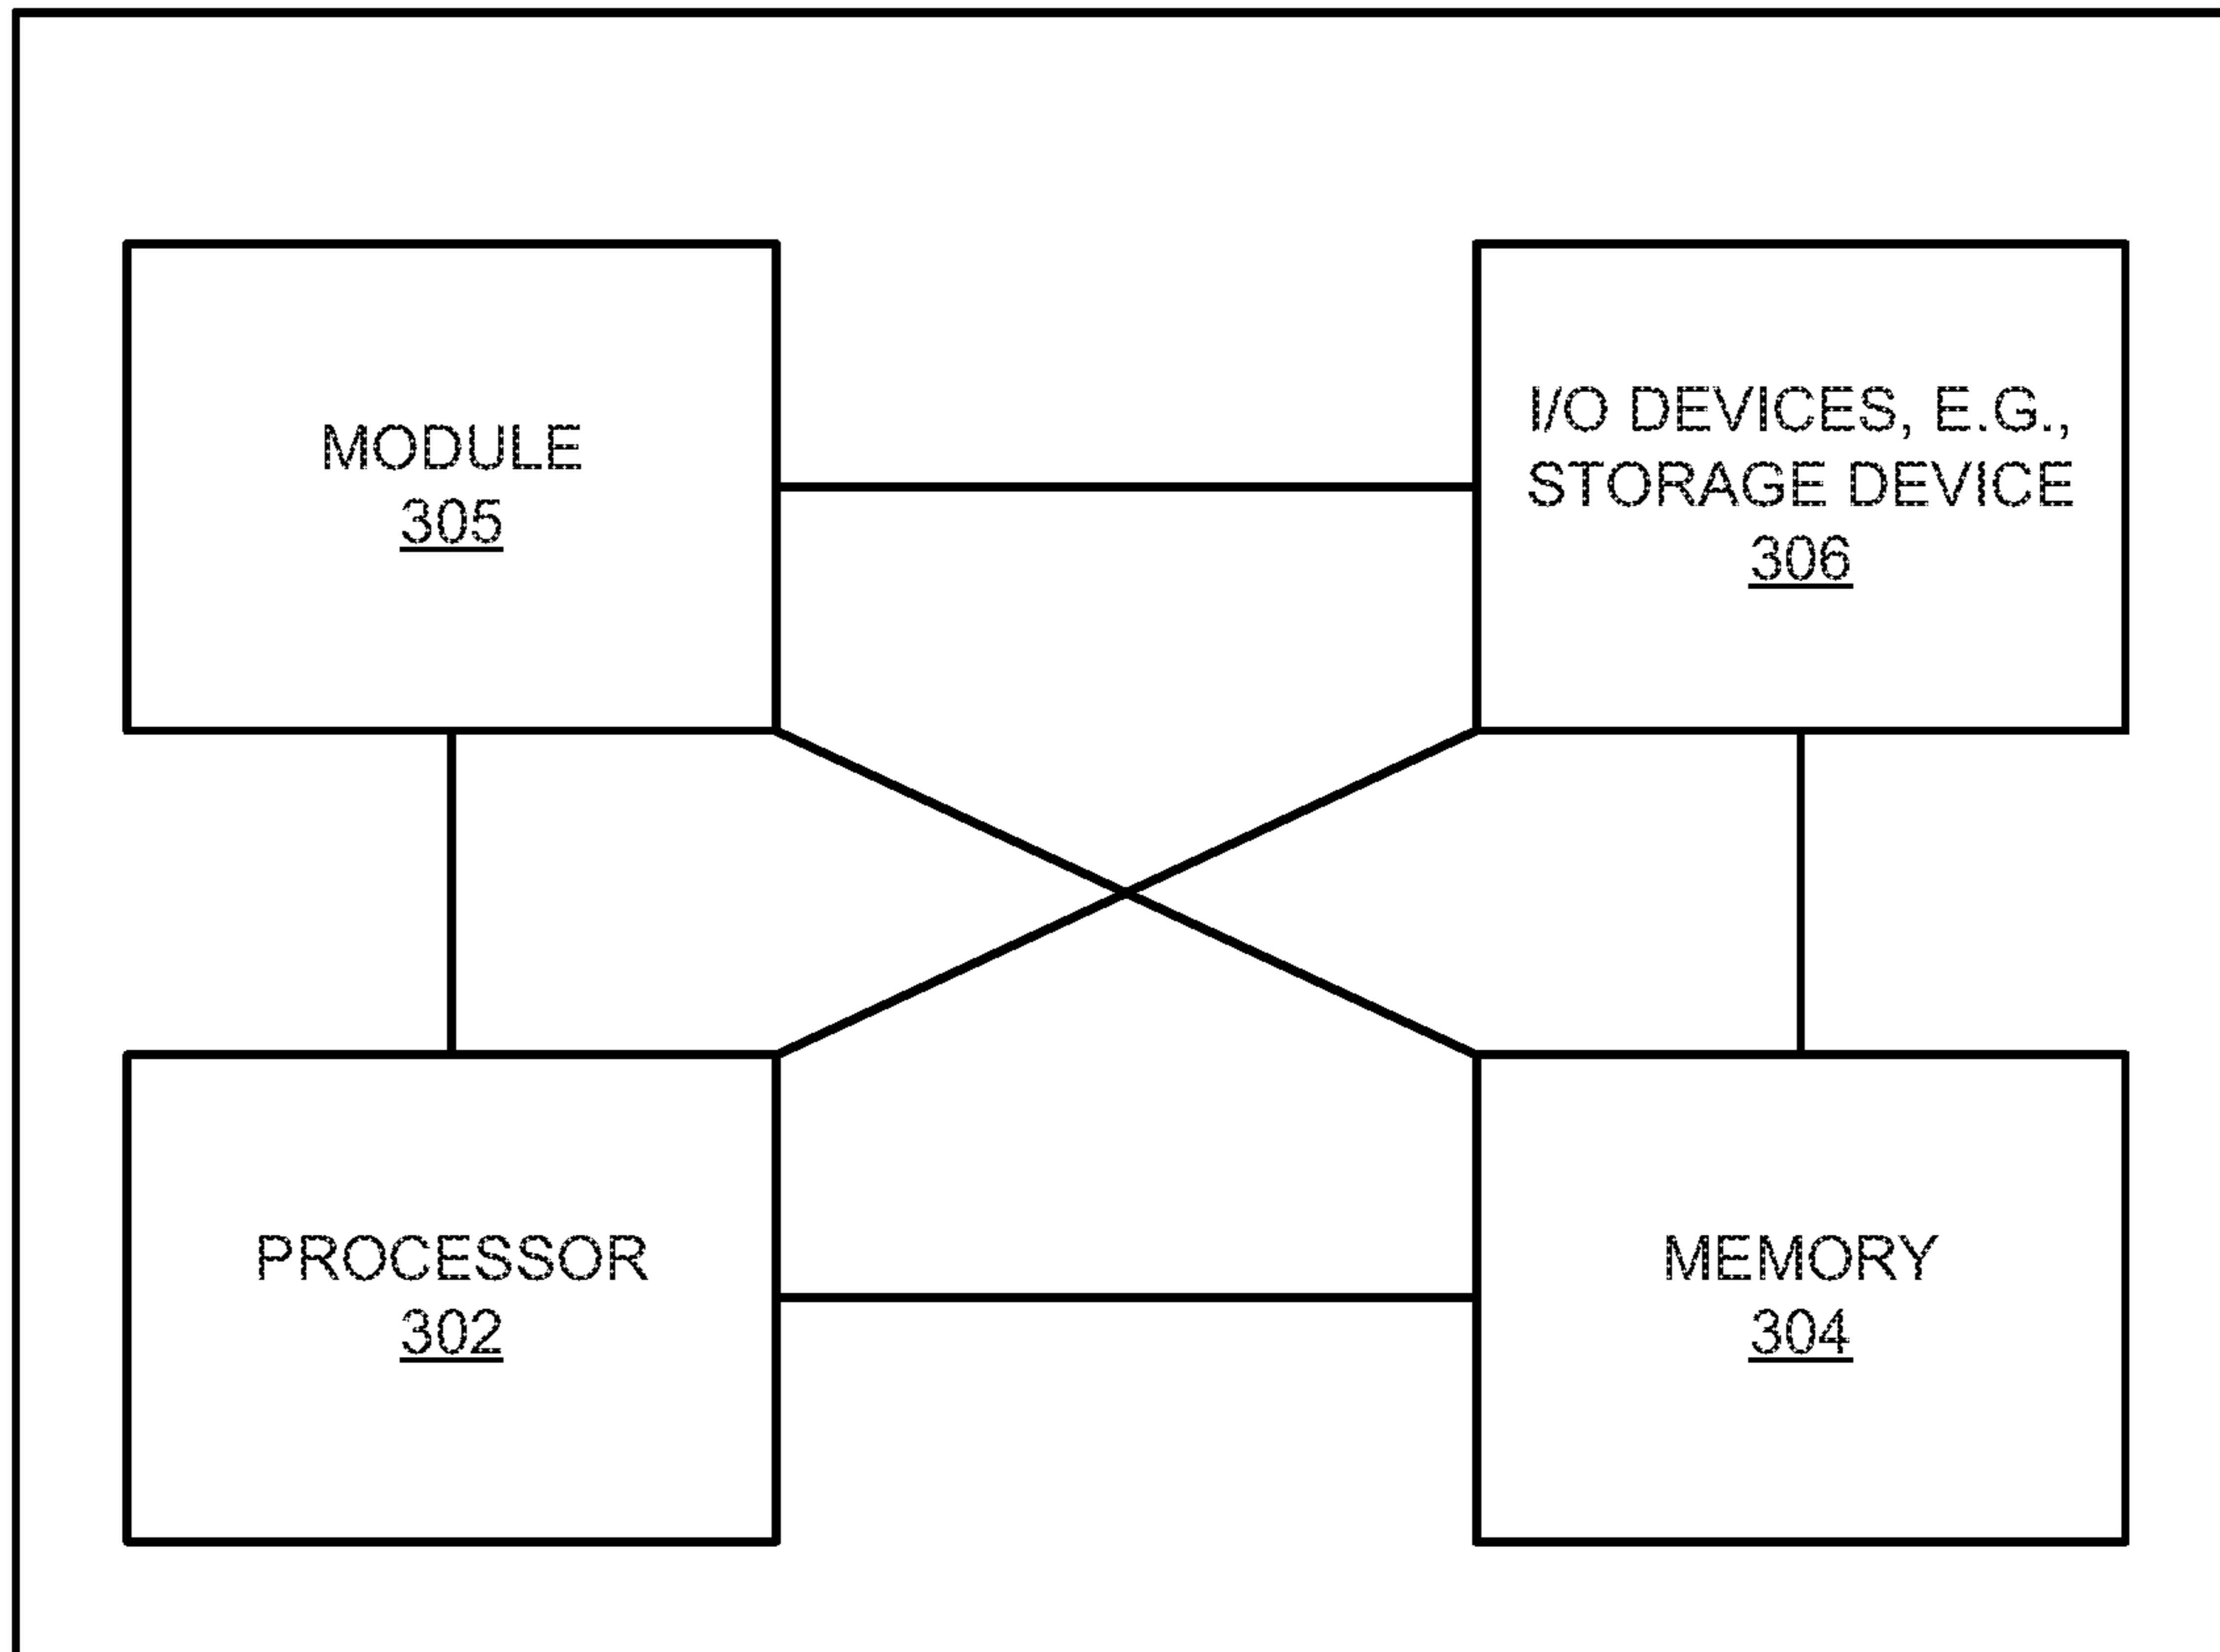 MODULE
305
I/O DEVICES, E.G.,
STORAGE DEVICE
306
PROCESSOR
302
MEMORY
304